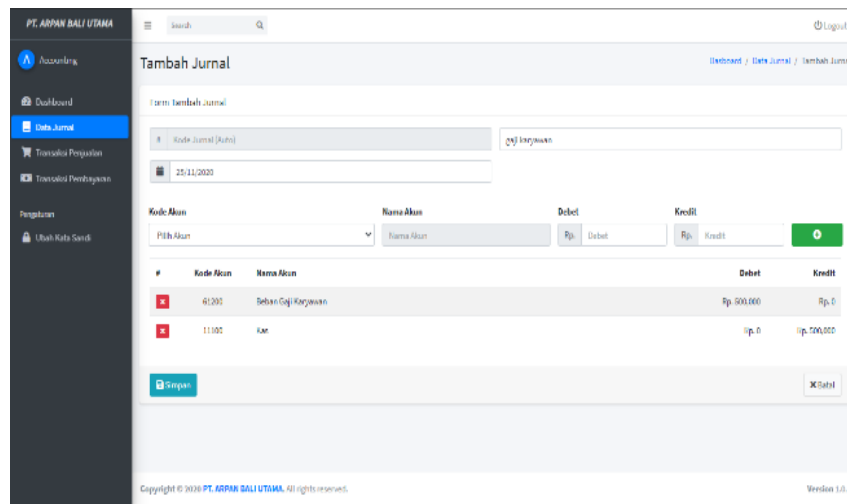 PT. ARPAN BALI UTAMA
Search
Logout
Accounting
Tambah Jurnal
Dashboard / Data Jurnal / Tambah Jurna
Dashboard
Form Tambah Jurnal
Data Jurnal
# Kode Jurnal (Auto)
gaji karyawan
Transaksi Penjualan
25/11/2020
Transaksi Pembayaran
Pengaturan
Kode Akun Nama Akun Debet Kredit
Ubah Kata Sandi
Pilih Akun Nama Akun Rp. Debet Rp. Kredit
# Kode Akun Nama Akun Debet Kredit
61200 Beban Gaji Karyawan Rp. 500,000 Rp. 0
11100 Kas Rp. 0 Rp. 500,000
Simpan
Batal
Copyright © 2020 PT. ARPAN BALI UTAMA. All rights reserved.
Version 1.0.